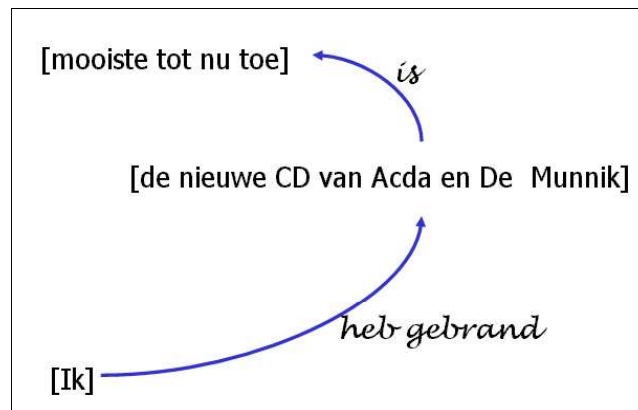 [mooiste tot nu toe]
is
[de nieuwe CD van Acda en De Munnik]
heb gebrand
[Ik]